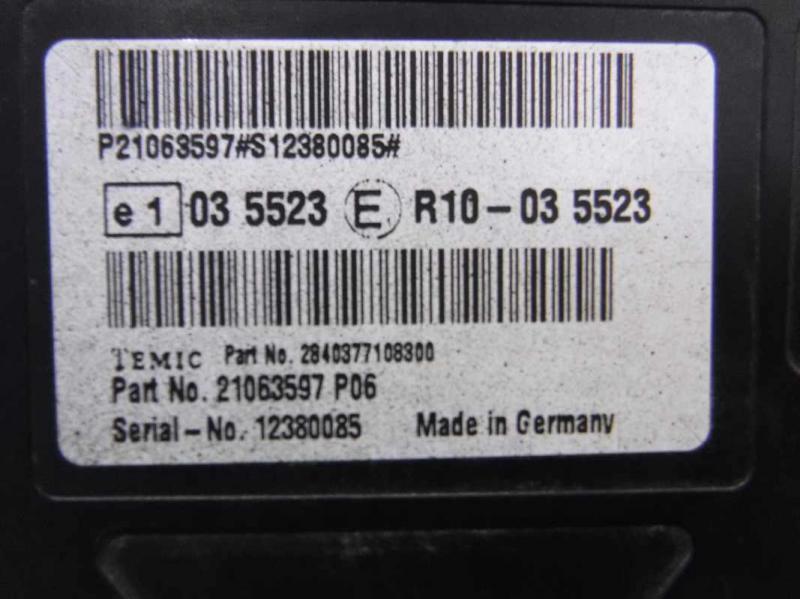 P21063597#S12380085#
e 1 03 5523 E R10-03 5523
TEMIC Part No. 2840377108300
Part No. 21063597 P06
Serial-No. 12380085 Made in Germany